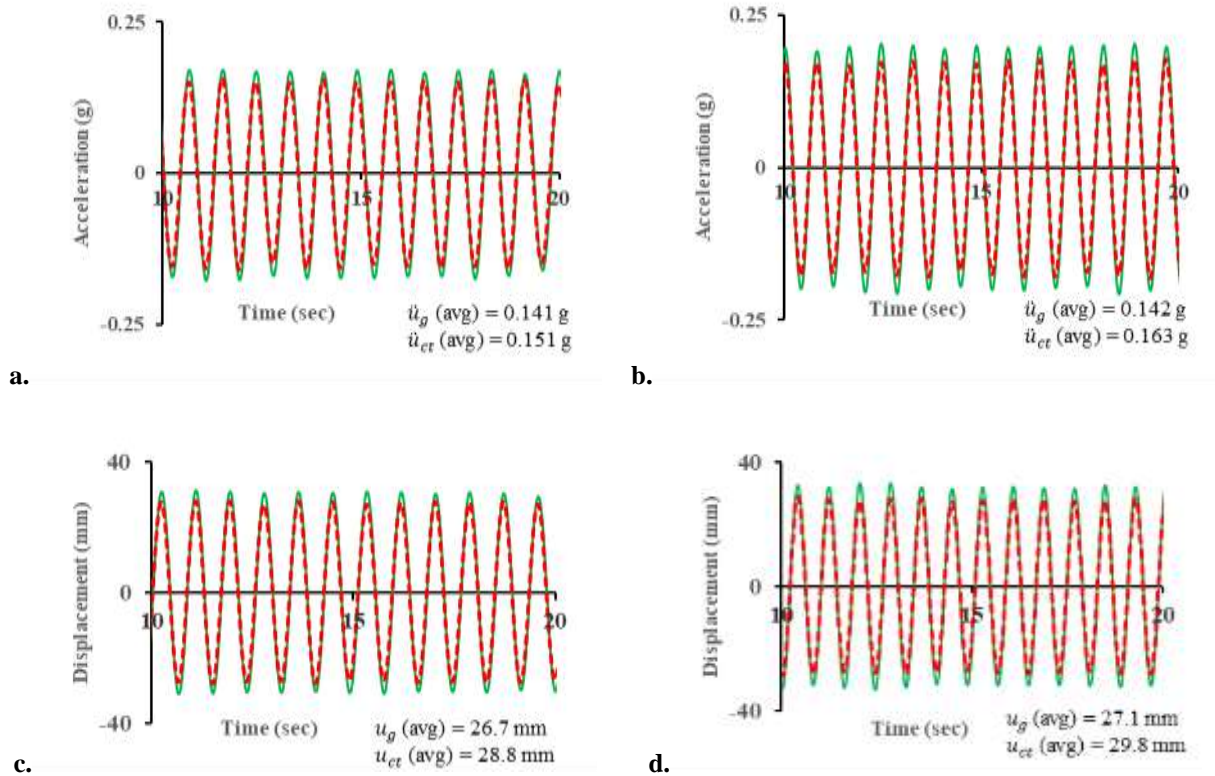 0.25
Acceleration (g)
0
10
15
20
Time (sec)
-0.25
ü_g (avg) = 0.141 g
ü_ct (avg) = 0.151 g
a.
0.25
Acceleration (g)
0
10
15
20
Time (sec)
-0.25
ü_g (avg) = 0.142 g
ü_ct (avg) = 0.163 g
b.
40
Displacement (mm)
0
10
15
20
-40
Time (sec)
u_g (avg) = 26.7 mm
u_ct (avg) = 28.8 mm
c.
40
Displacement (mm)
0
10
15
20
-40
Time (sec)
u_g (avg) = 27.1 mm
u_ct (avg) = 29.8 mm
d.